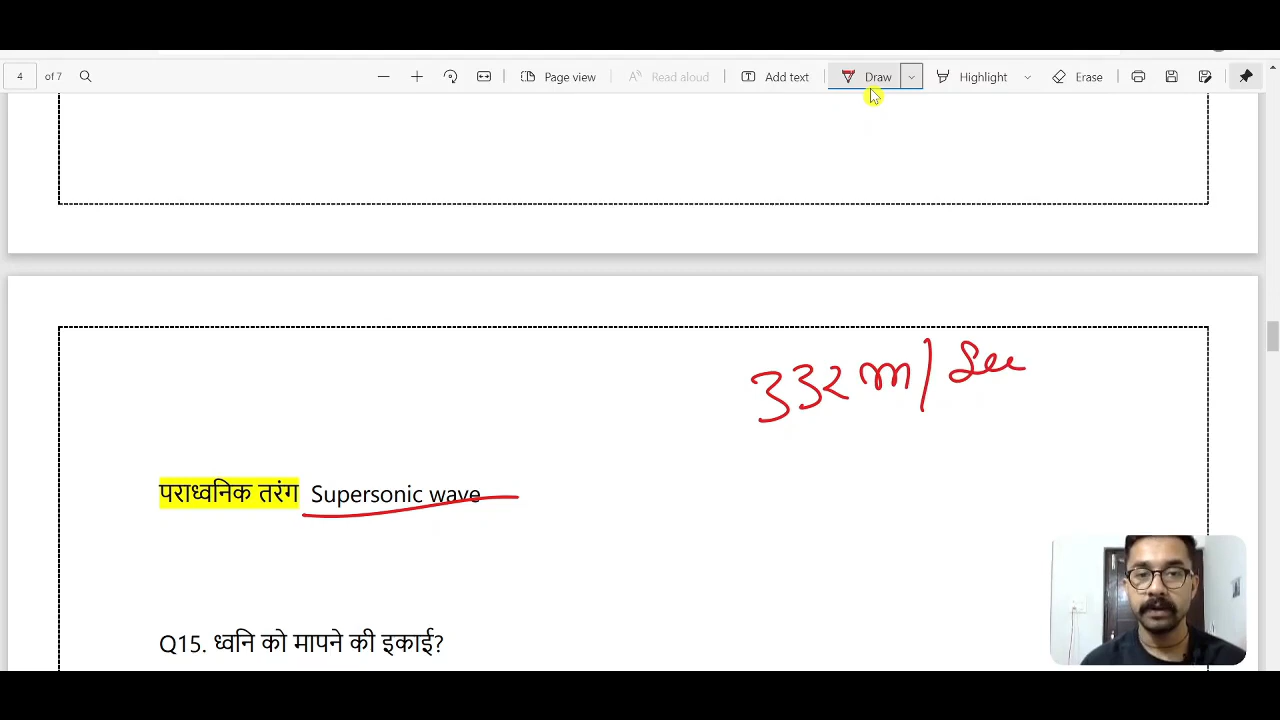 4 of 7 Page view Read aloud Add text Draw Highlight Erase
332 m/Sec
पराध्वनिक तरंग Supersonic wave
Q15. ध्वनि को मापने की इकाई?